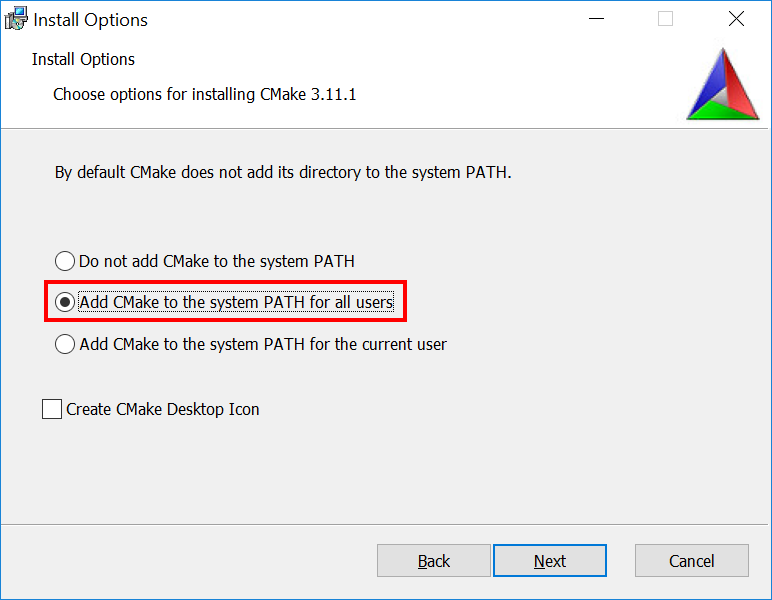 Install Options
Install Options
Choose options for installing CMake 3.11.1
By default CMake does not add its directory to the system PATH.
Do not add CMake to the system PATH
Add CMake to the system PATH for all users
Add CMake to the system PATH for the current user
Create CMake Desktop Icon
Back Next Cancel